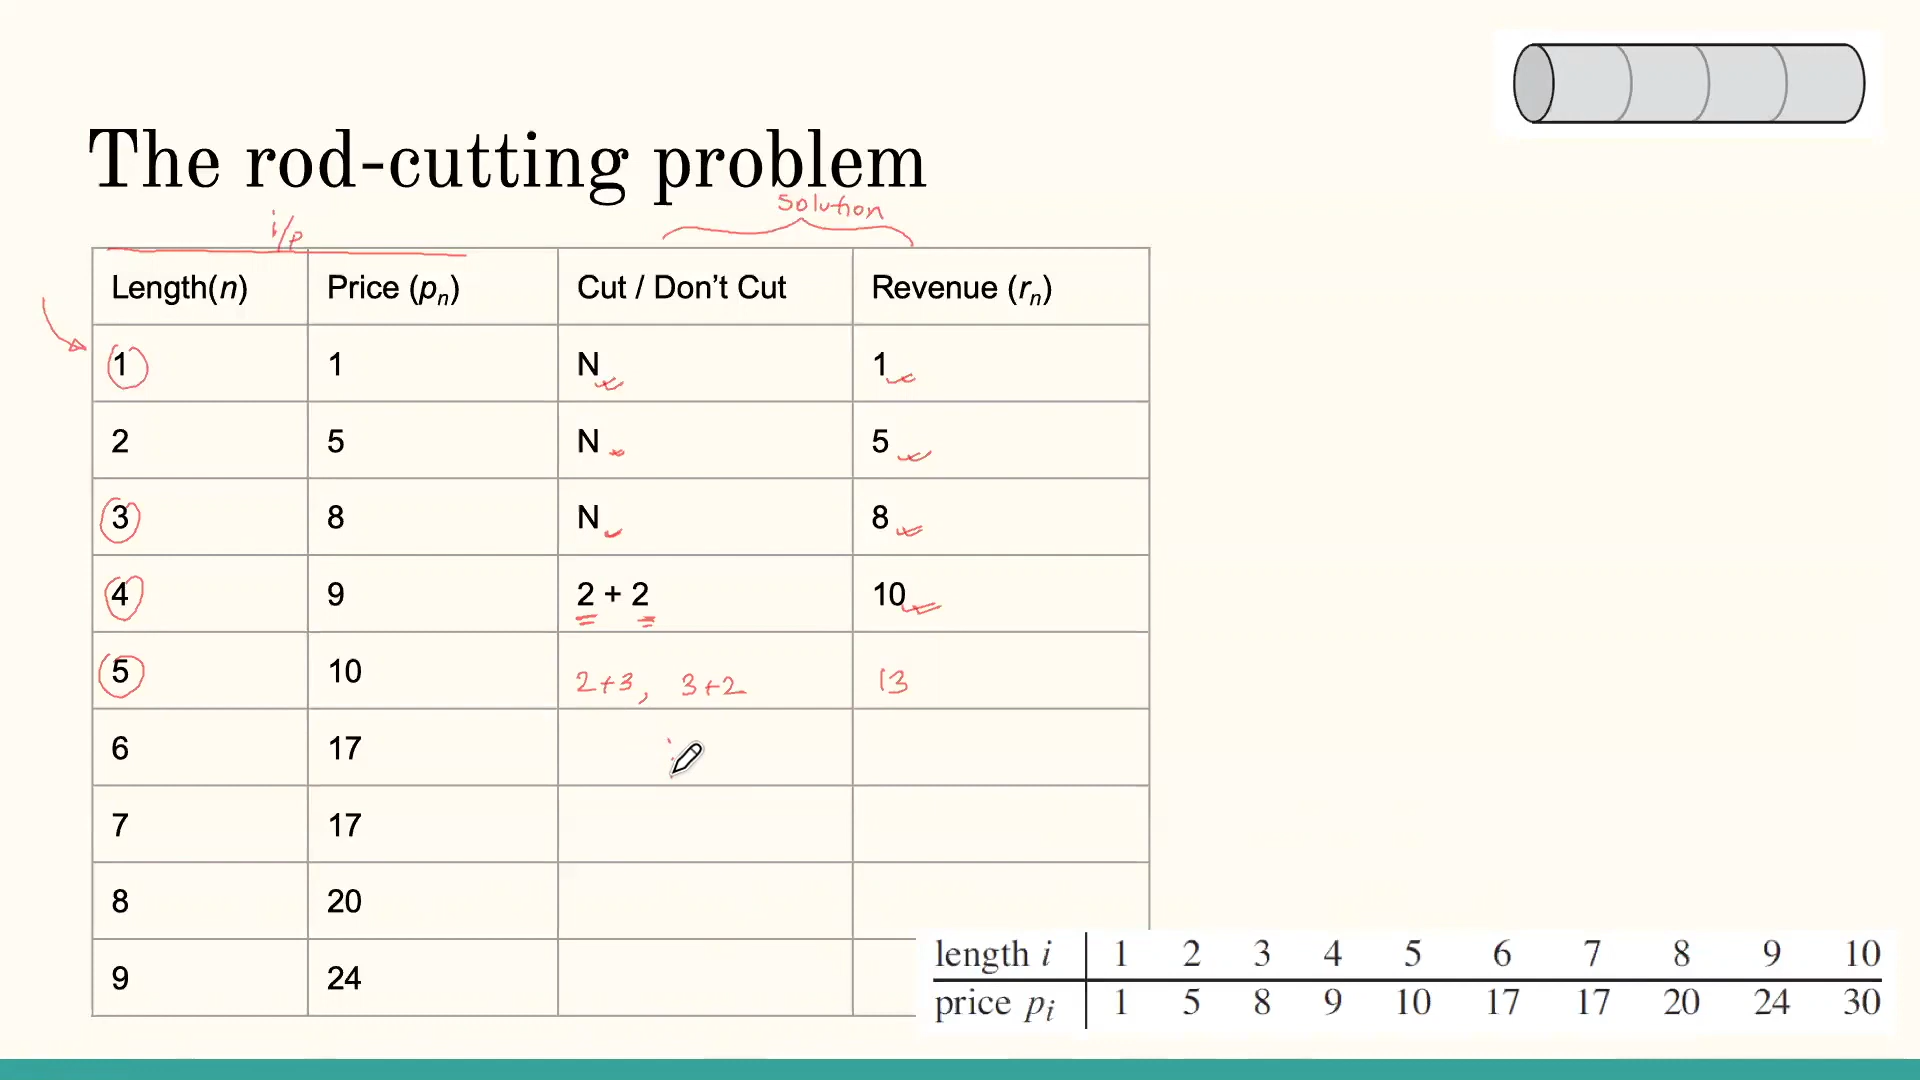 The rod-cutting problem
solution
i/p
Length(n) Price (pn) Cut / Don’t Cut Revenue (rn)
1 1 N 1
2 5 N 5
3 8 N 8
4 9 2 + 2 10
5 10 2+3, 3+2 13
6 17
7 17
8 20
9 24
length i 1 2 3 4 5 6 7 8 9 10
price pi 1 5 8 9 10 17 17 20 24 30